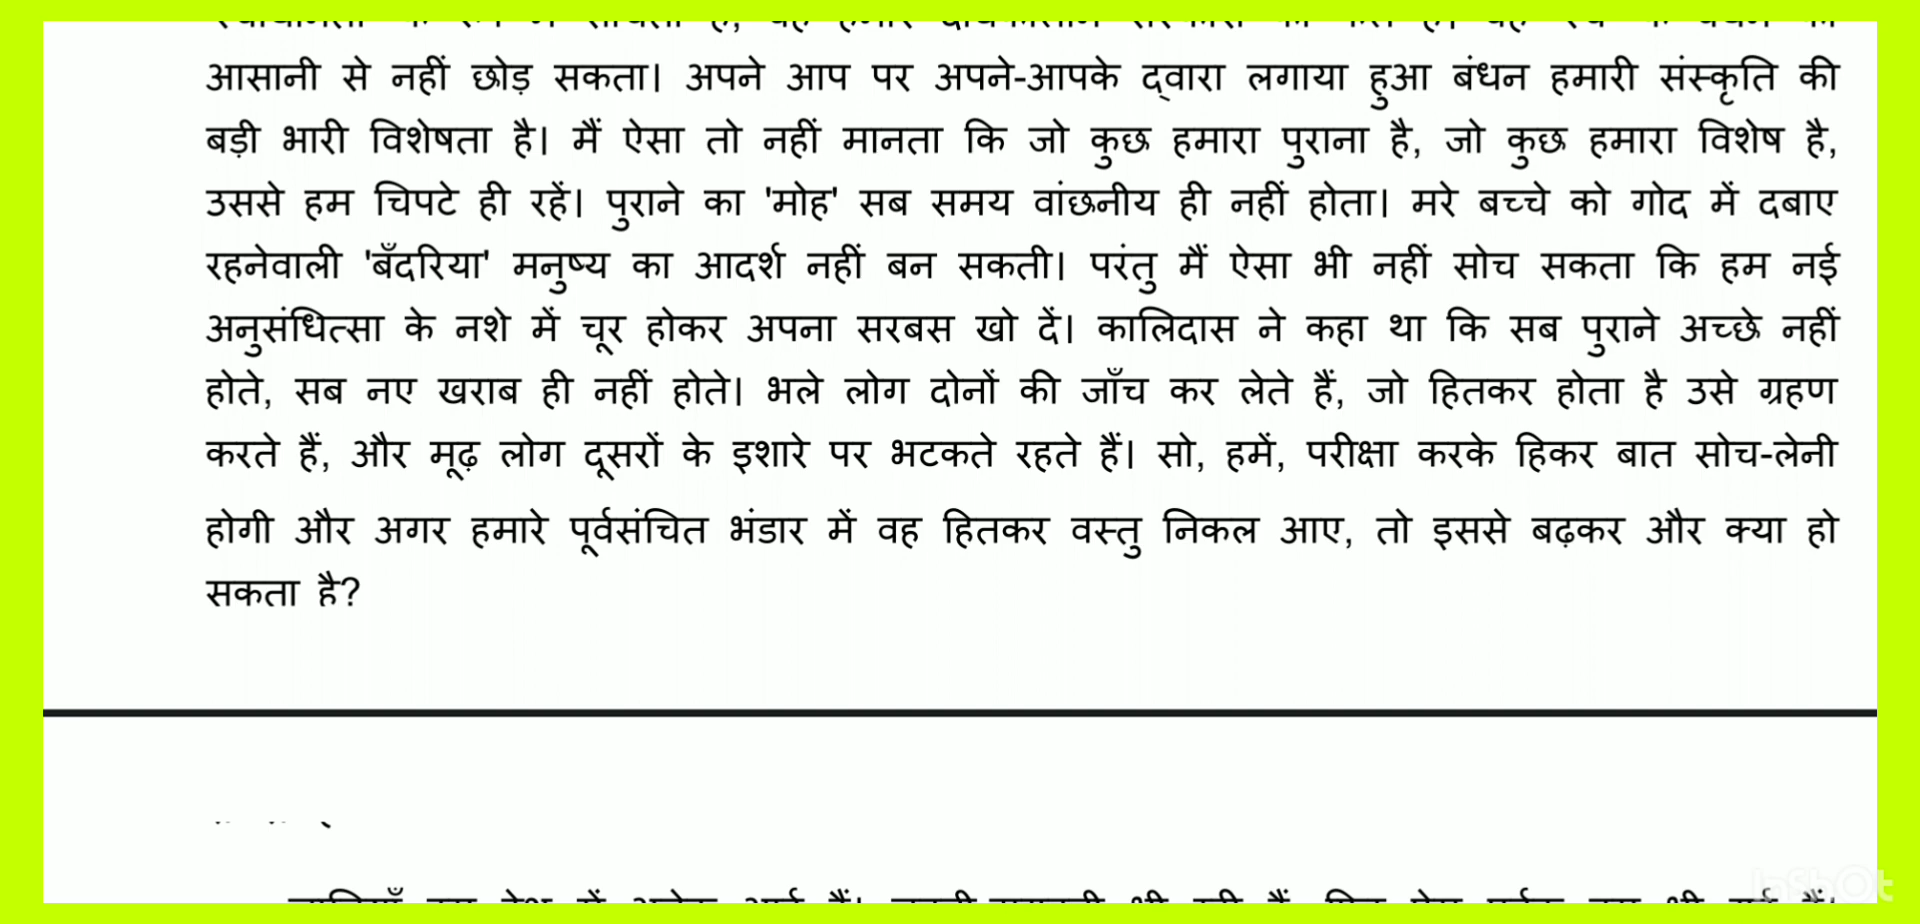 आसानी से नहीं छोड़ सकता। अपने आप पर अपने-आपके द्वारा लगाया हुआ बंधन हमारी संस्कृति की
बड़ी भारी विशेषता है। मैं ऐसा तो नहीं मानता कि जो कुछ हमारा पुराना है, जो कुछ हमारा विशेष है,
उससे हम चिपटे ही रहें। पुराने का 'मोह' सब समय वांछनीय ही नहीं होता। मरे बच्चे को गोद में दबाए
रहनेवाली 'बँदरिया' मनुष्य का आदर्श नहीं बन सकती। परंतु मैं ऐसा भी नहीं सोच सकता कि हम नई
अनुसंधित्सा के नशे में चूर होकर अपना सरबस खो दें। कालिदास ने कहा था कि सब पुराने अच्छे नहीं
होते, सब नए खराब ही नहीं होते। भले लोग दोनों की जाँच कर लेते हैं, जो हितकर होता है उसे ग्रहण
करते हैं, और मूढ़ लोग दूसरों के इशारे पर भटकते रहते हैं। सो, हमें, परीक्षा करके हिकर बात सोच-लेनी
होगी और अगर हमारे पूर्वसंचित भंडार में वह हितकर वस्तु निकल आए, तो इससे बढ़कर और क्या हो
सकता है?
InShOt